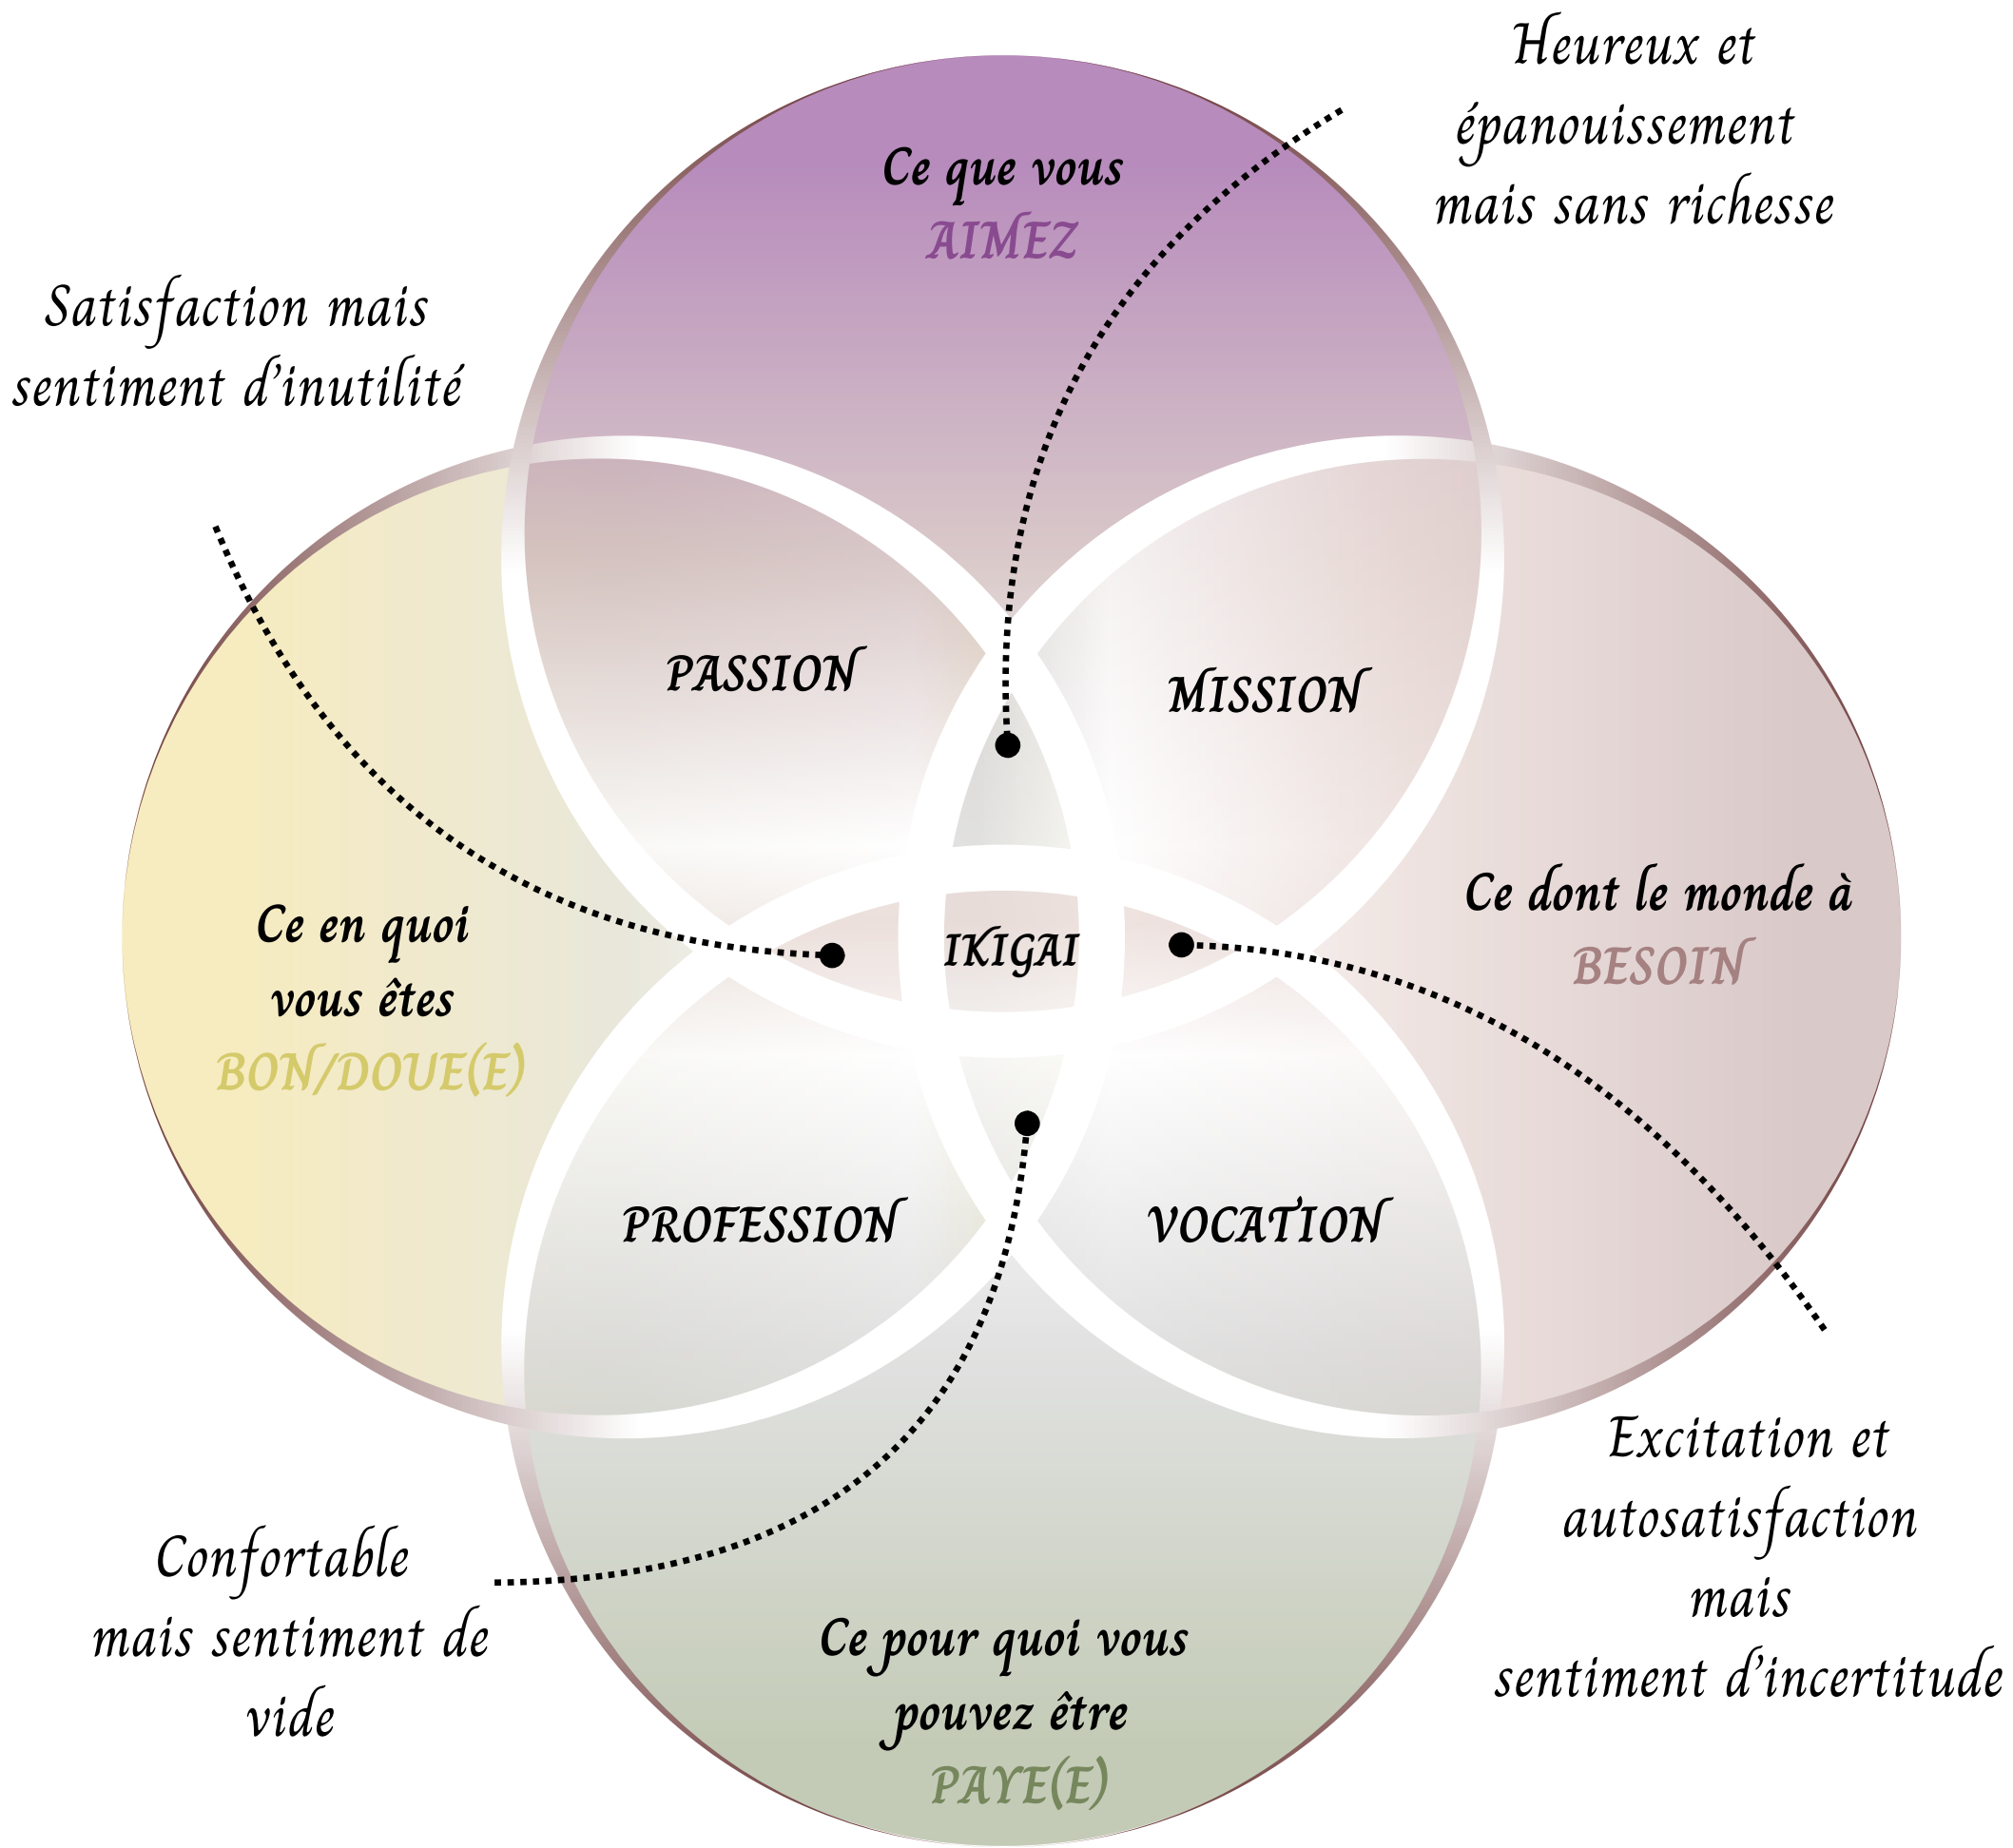 Heureux et
épanouissement
mais sans richesse
Ce que vous
AIMEZ
Satisfaction mais
sentiment d'inutilité
PASSION
MISSION
Ce en quoi
vous êtes
BON/DOUE(E)
IKIGAI
Ce dont le monde à
BESOIN
PROFESSION
VOCATION
Confortable
mais sentiment de
vide
Ce pour quoi vous
pouvez être
PAYE(E)
Excitation et
autosatisfaction
mais
sentiment d'incertitude